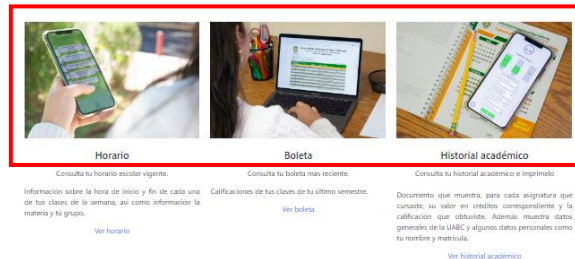 Horario
Consulta tu horario escolar vigente.
Información sobre la hora de inicio y fin de cada una
de tus clases de la semana, así como información la
materia y tú grupo.
Ver horario
Boleta
Consulta tu boleta más reciente.
Calificaciones de tus clases de tu último semestre.
Ver boleta
Historial académico
Consulta tu historial académico e imprimelo
Documento que muestra, para cada asignatura que
cursaste, su valor en créditos correspondiente y la
calificación que obtuviste. Además muestra datos
generales de la UABC y algunos datos personales como
tu nombre y matrícula.
Ver historial académico